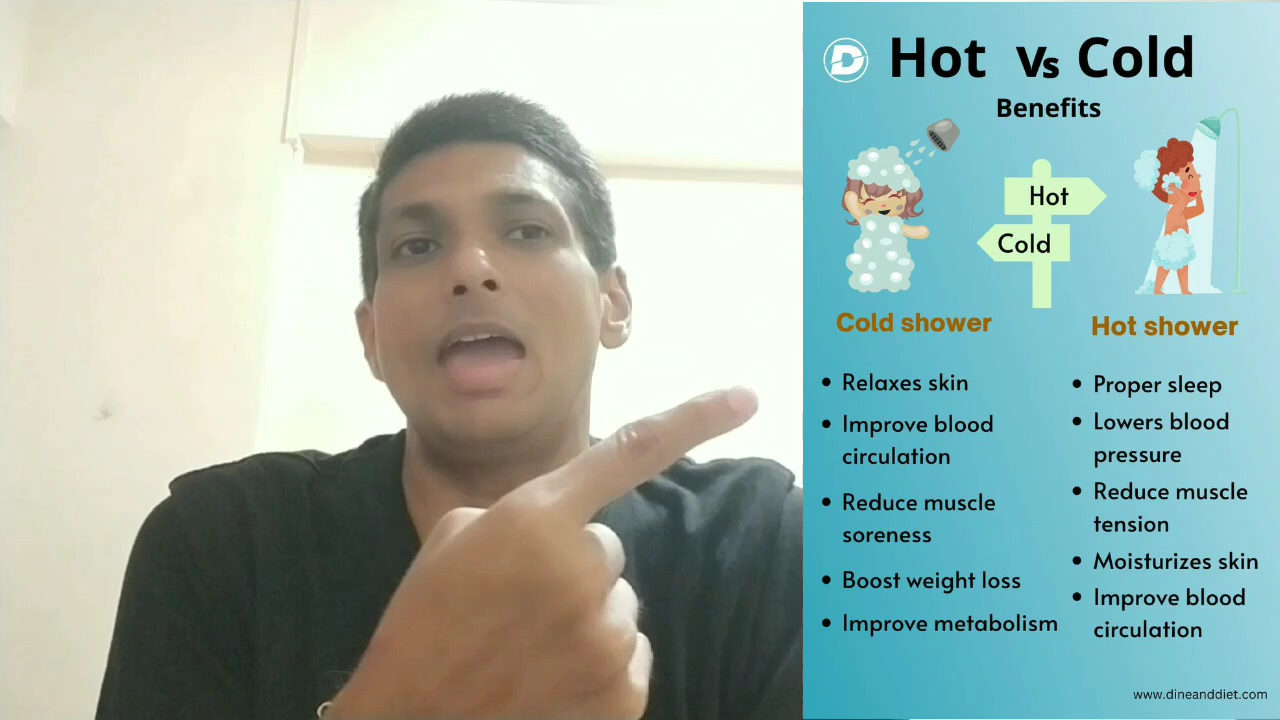 Hot Vs Cold
Benefits
Hot
Cold
Cold shower
Relaxes skin
Improve blood
circulation
Reduce muscle
soreness
Boost weight loss
Improve metabolism
Hot shower
Proper sleep
Lowers blood
pressure
Reduce muscle
tension
Moisturizes skin
Improve blood
circulation
www.dineanddiet.com